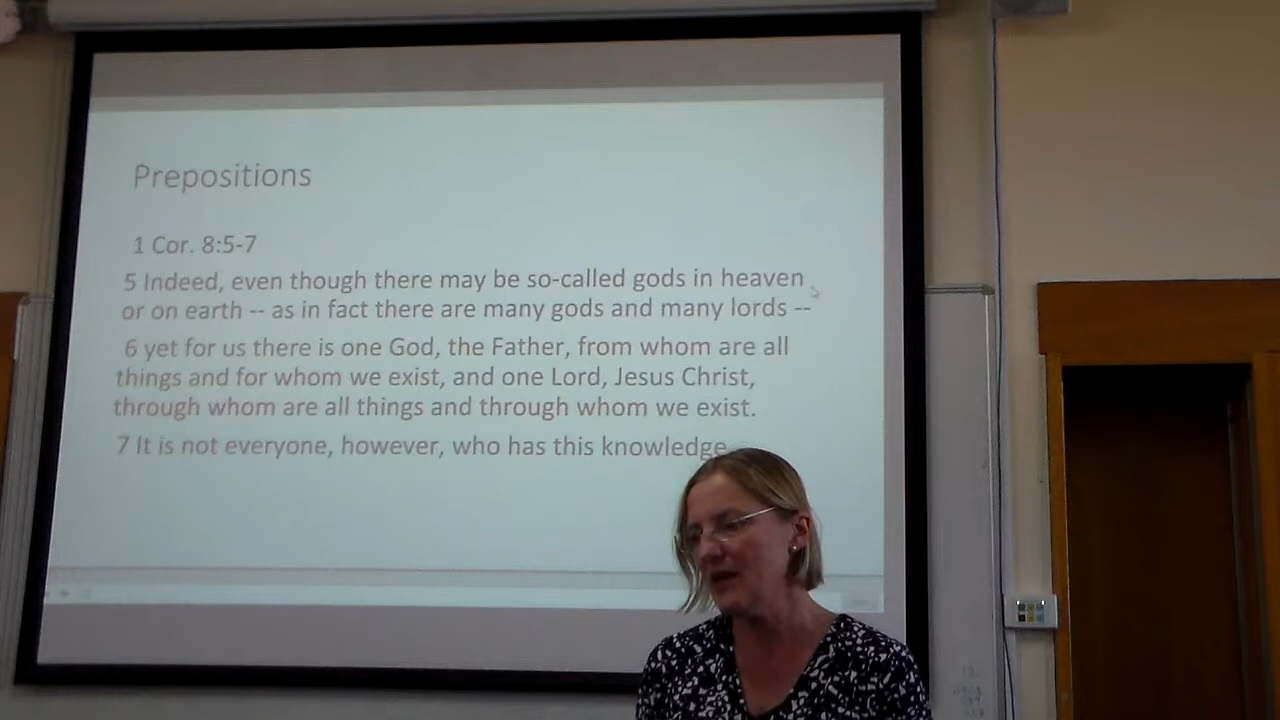 Prepositions
1 Cor. 8:5-7
5 Indeed, even though there may be so-called gods in heaven
or on earth -- as in fact there are many gods and many lords --
6 yet for us there is one God, the Father, from whom are all
things and for whom we exist, and one Lord, Jesus Christ,
through whom are all things and through whom we exist.
7 It is not everyone, however, who has this knowledge